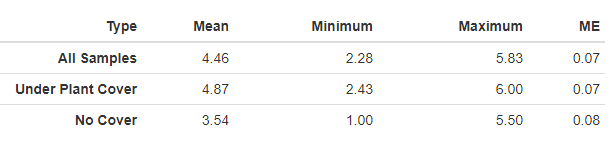 Type Mean Minimum Maximum ME
All Samples 4.46 2.28 5.83 0.07
Under Plant Cover 4.87 2.43 6.00 0.07
No Cover 3.54 1.00 5.50 0.08